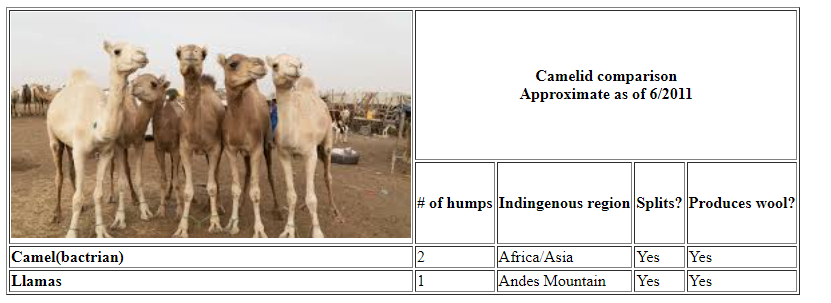 Camelid comparison
Approximate as of 6/2011
# of humps Indingenous region Splits? Produces wool?
Camel(bactrian) 2 Africa/Asia Yes Yes
Llamas 1 Andes Mountain Yes Yes